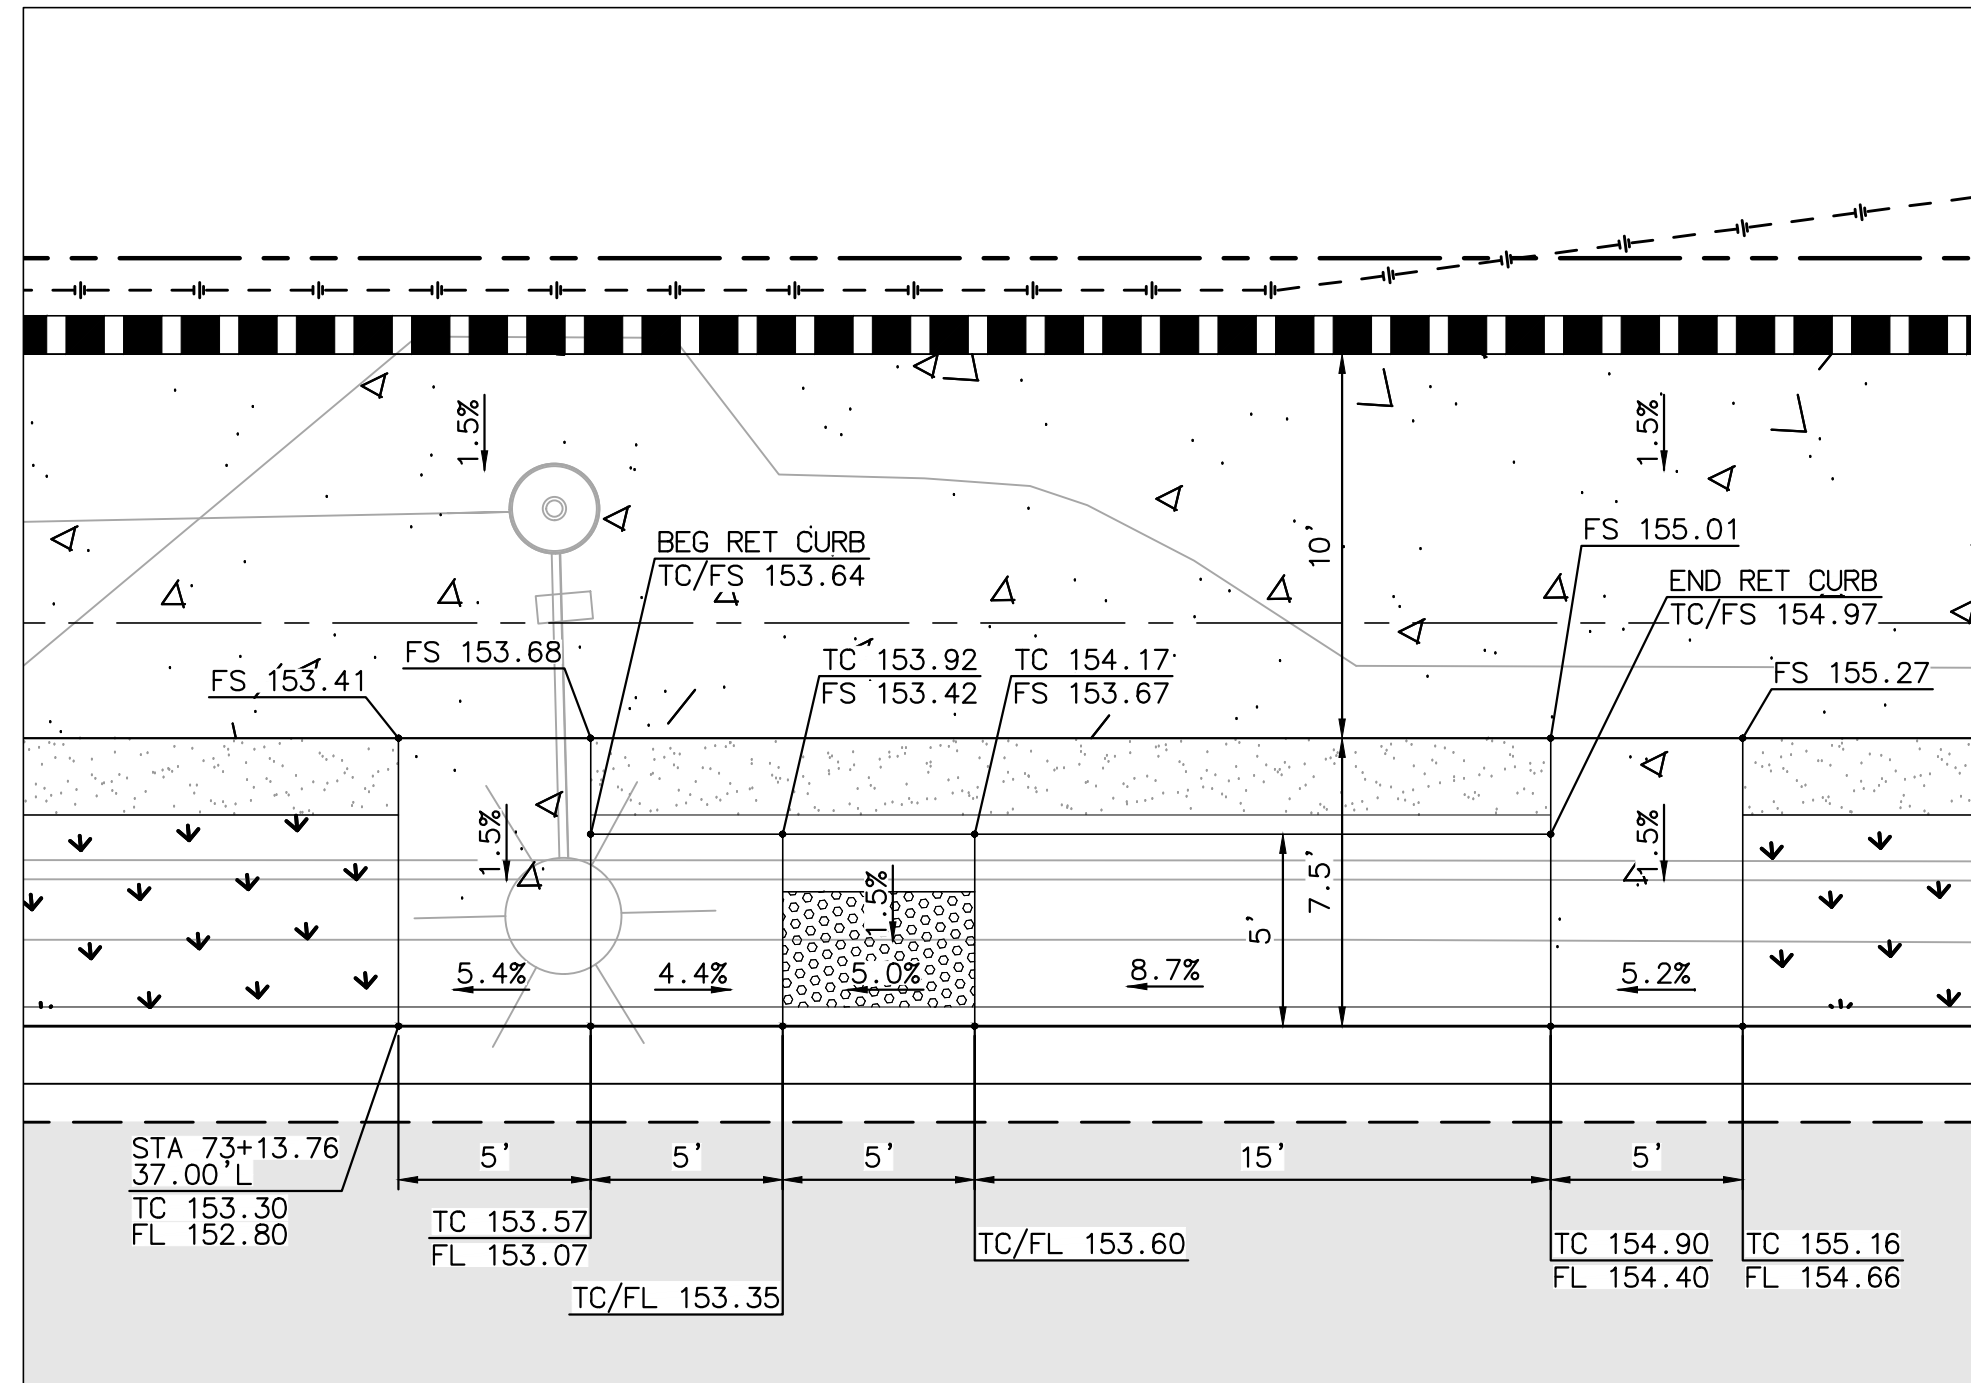 1.5%
1.5%
10'
FS 155.01
BEG RET CURB
TC/FS 153.64
END RET CURB
TC/FS 154.97
FS 153.41
FS 153.68
TC 153.92
FS 153.42
TC 154.17
FS 153.67
FS 155.27
1.5%
1.5%
1.5%
5'
7.5'
5.4%
4.4%
5.0%
8.7%
5.2%
STA 73+13.76
37.00'L
TC 153.30
FL 152.80
5'
5'
5'
15'
5'
TC 153.57
FL 153.07
TC/FL 153.35
TC/FL 153.60
TC 154.90
FL 154.40
TC 155.16
FL 154.66